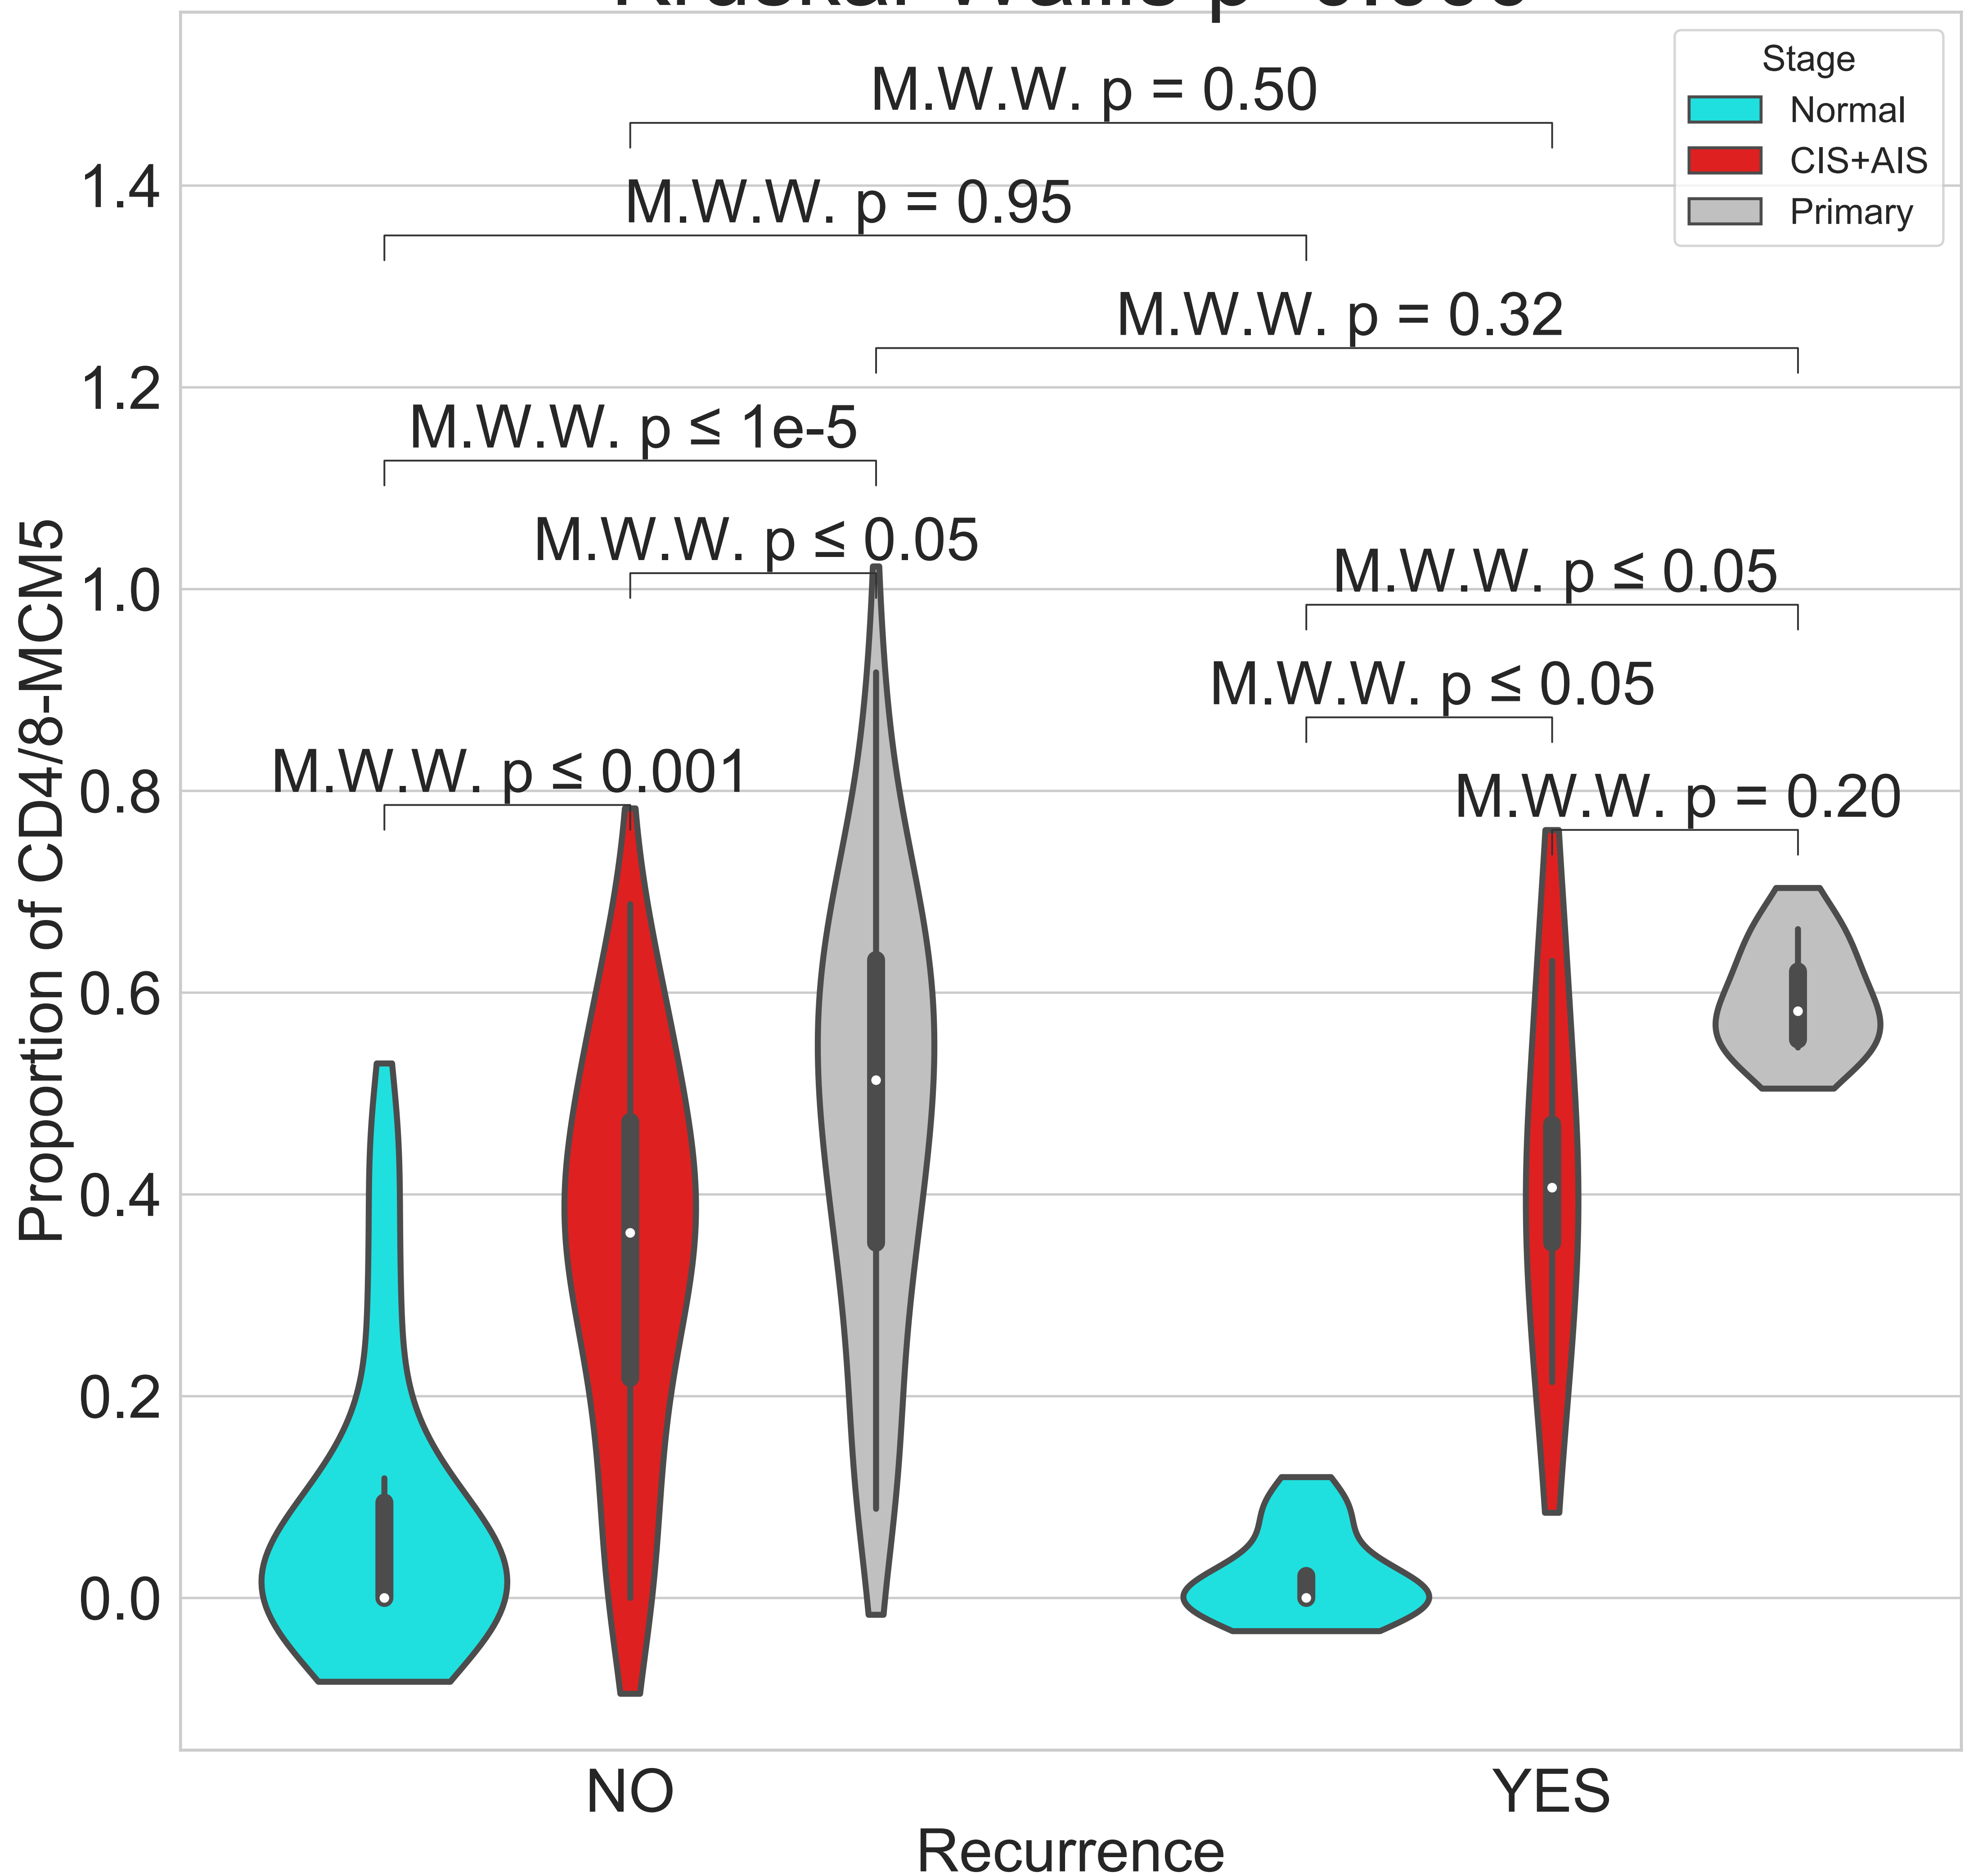 Stage
Normal
CIS+AIS
Primary
M.W.W. p = 0.50
M.W.W. p = 0.95
M.W.W. p = 0.32
M.W.W. p ≤ 1e-5
M.W.W. p ≤ 0.05
M.W.W. p ≤ 0.05
M.W.W. p ≤ 0.05
M.W.W. p ≤ 0.001
M.W.W. p = 0.20
1.4
1.2
1.0
0.8
0.6
0.4
0.2
0.0
Proportion of CD4/8-MCM5
NO
YES
Recurrence